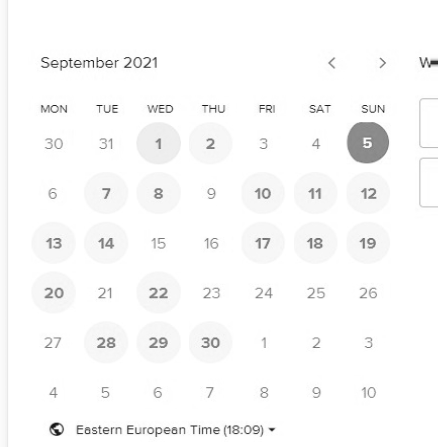 September 2021
MON TUE WED THU FRI SAT SUN
30 31 1 2 3 4 5
6 7 8 9 10 11 12
13 14 15 16 17 18 19
20 21 22 23 24 25 26
27 28 29 30 1 2 3
4 5 6 7 8 9 10
Eastern European Time (18:09)